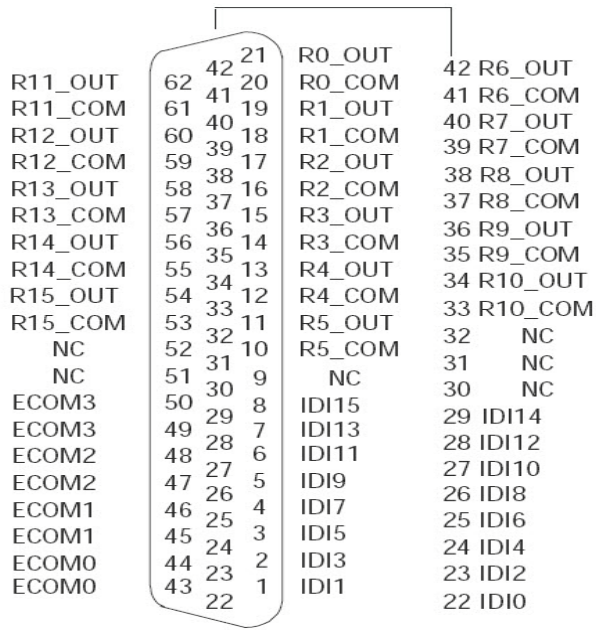 21 R0_OUT
42 42 R6_OUT
R11_OUT 62 20 R0_COM
41 41 R6_COM
R11_COM 61 19 R1_OUT
40 40 R7_OUT
R12_OUT 60 18 R1_COM
39 39 R7_COM
R12_COM 59 17 R2_OUT
38 38 R8_OUT
R13_OUT 58 16 R2_COM
37 37 R8_COM
R13_COM 57 15 R3_OUT
36 36 R9_OUT
R14_OUT 56 14 R3_COM
35 35 R9_COM
R14_COM 55 13 R4_OUT
34 34 R10_OUT
R15_OUT 54 12 R4_COM
33 33 R10_COM
R15_COM 53 11 R5_OUT
32 32 NC
NC 52 10 R5_COM
31 31 NC
NC 51 9 NC
30 30 NC
ECOM3 50 8 IDI15
29 29 IDI14
ECOM3 49 7 IDI13
28 28 IDI12
ECOM2 48 6 IDI11
27 27 IDI10
ECOM2 47 5 IDI9
26 26 IDI8
ECOM1 46 4 IDI7
25 25 IDI6
ECOM1 45 3 IDI5
24 24 IDI4
ECOM0 44 2 IDI3
23 23 IDI2
ECOM0 43 1 IDI1
22 22 IDI0